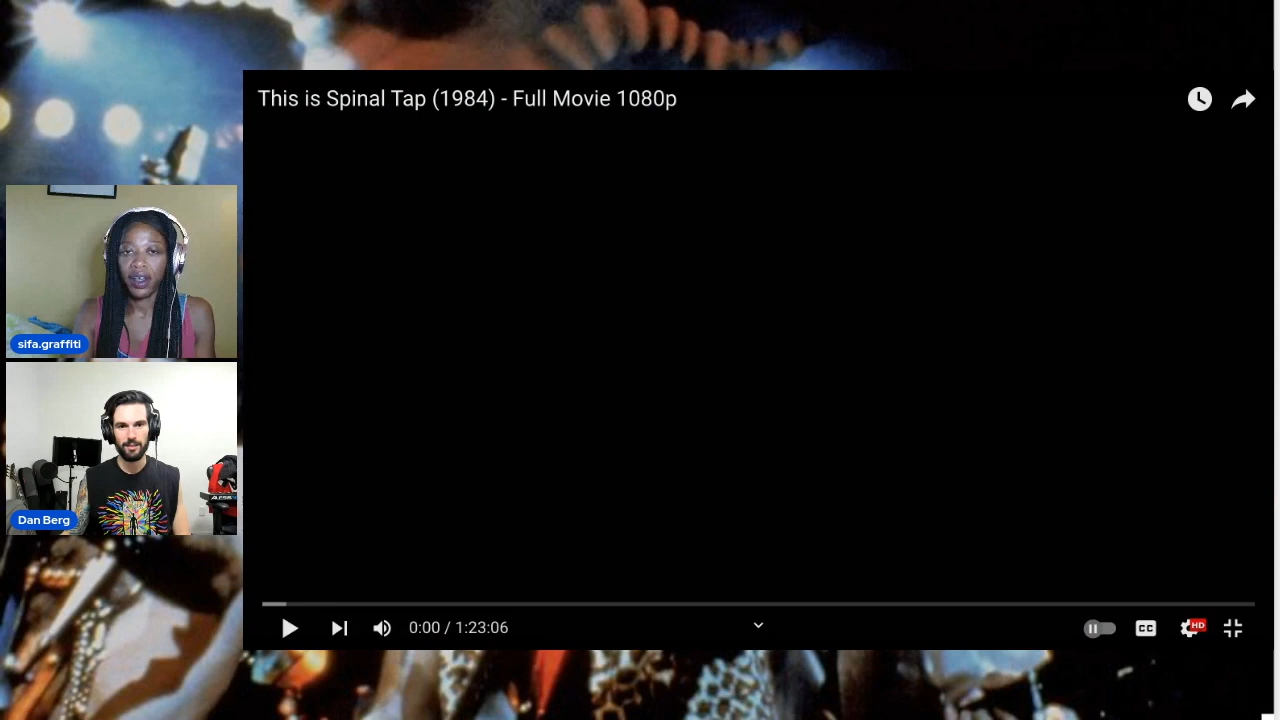 This is Spinal Tap (1984) - Full Movie 1080p
sifa.graffiti
Dan Berg
ALESIS
0:00 / 1:23:06
CC
HD